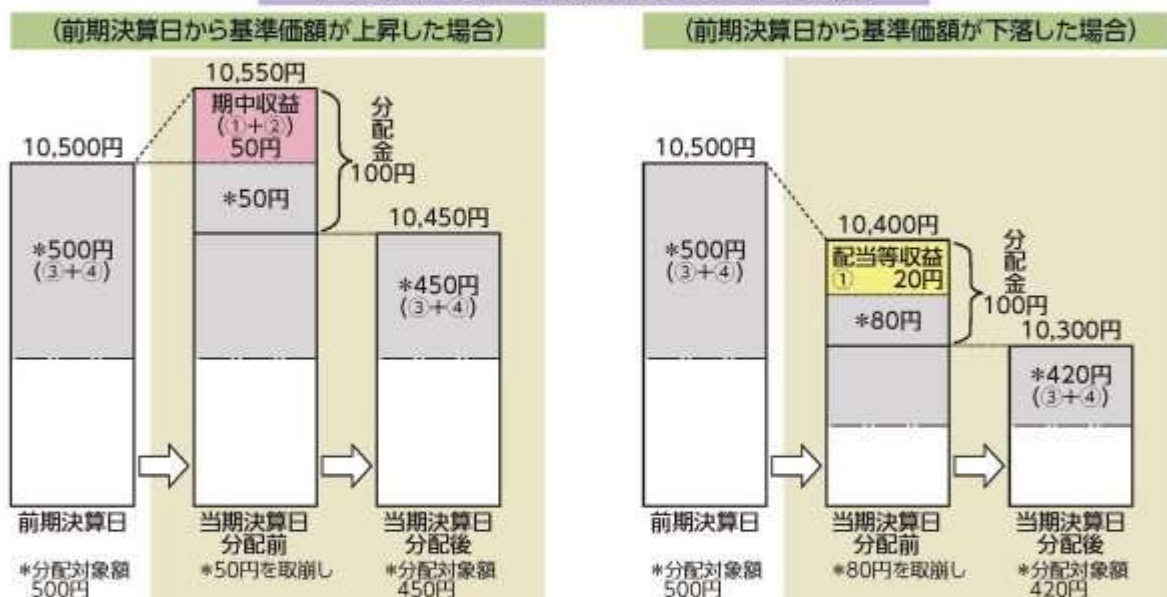 (前期決算日から基準価額が上昇した場合)
10,550円
期中収益
(①+②)
50円
分配金
100円
10,500円
*50円
10,450円
*500円
(③+④)
*450円
(③+④)
前期決算日
当期決算日
分配前
当期決算日
分配後
*分配対象額
500円
*50円を取崩し
*分配対象額
450円
(前期決算日から基準価額が下落した場合)
10,500円
10,400円
*500円
(③+④)
配当等収益
① 20円
分配金
100円
*80円
10,300円
*420円
(③+④)
前期決算日
当期決算日
分配前
当期決算日
分配後
*分配対象額
500円
*80円を取崩し
*分配対象額
420円